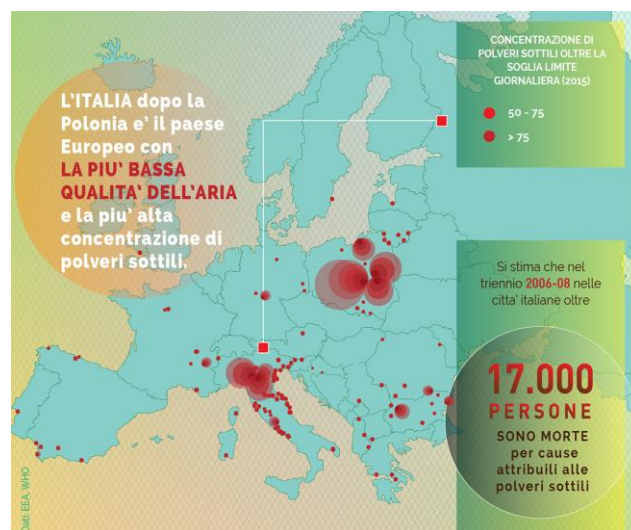 L'ITALIA dopo la
Polonia e' il paese
Europeo con
LA PIU' BASSA
QUALITA' DELL'ARIA
e la piu' alta
concentrazione di
polveri sottili.
CONCENTRAZIONE DI
POLVERI SOTTILI OLTRE LA
SOGLIA LIMITE
GIORNALIERA (2015)
50 - 75
> 75
Si stima che nel
triennio 2006-08 nelle
citta' italiane oltre
17.000
PERSONE
SONO MORTE
per cause
attribuili alle
polveri sottili
Dati: EEA, WHO